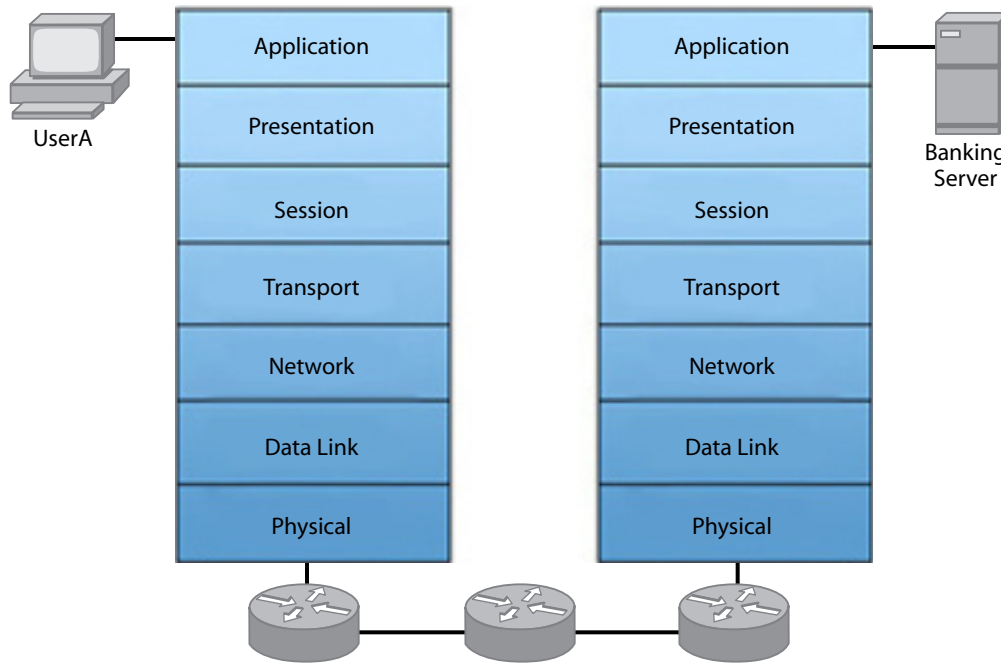 Application
Presentation
Session
Transport
Network
Data Link
Physical
UserA
Application
Presentation
Session
Transport
Network
Data Link
Physical
Banking
Server